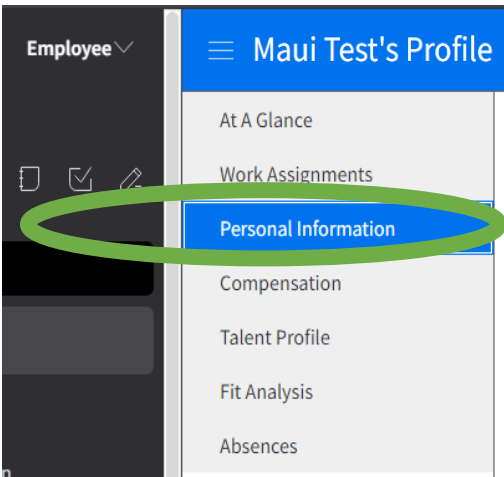 Employee
Maui Test's Profile
At A Glance
Work Assignments
Personal Information
Compensation
Talent Profile
Fit Analysis
Absences